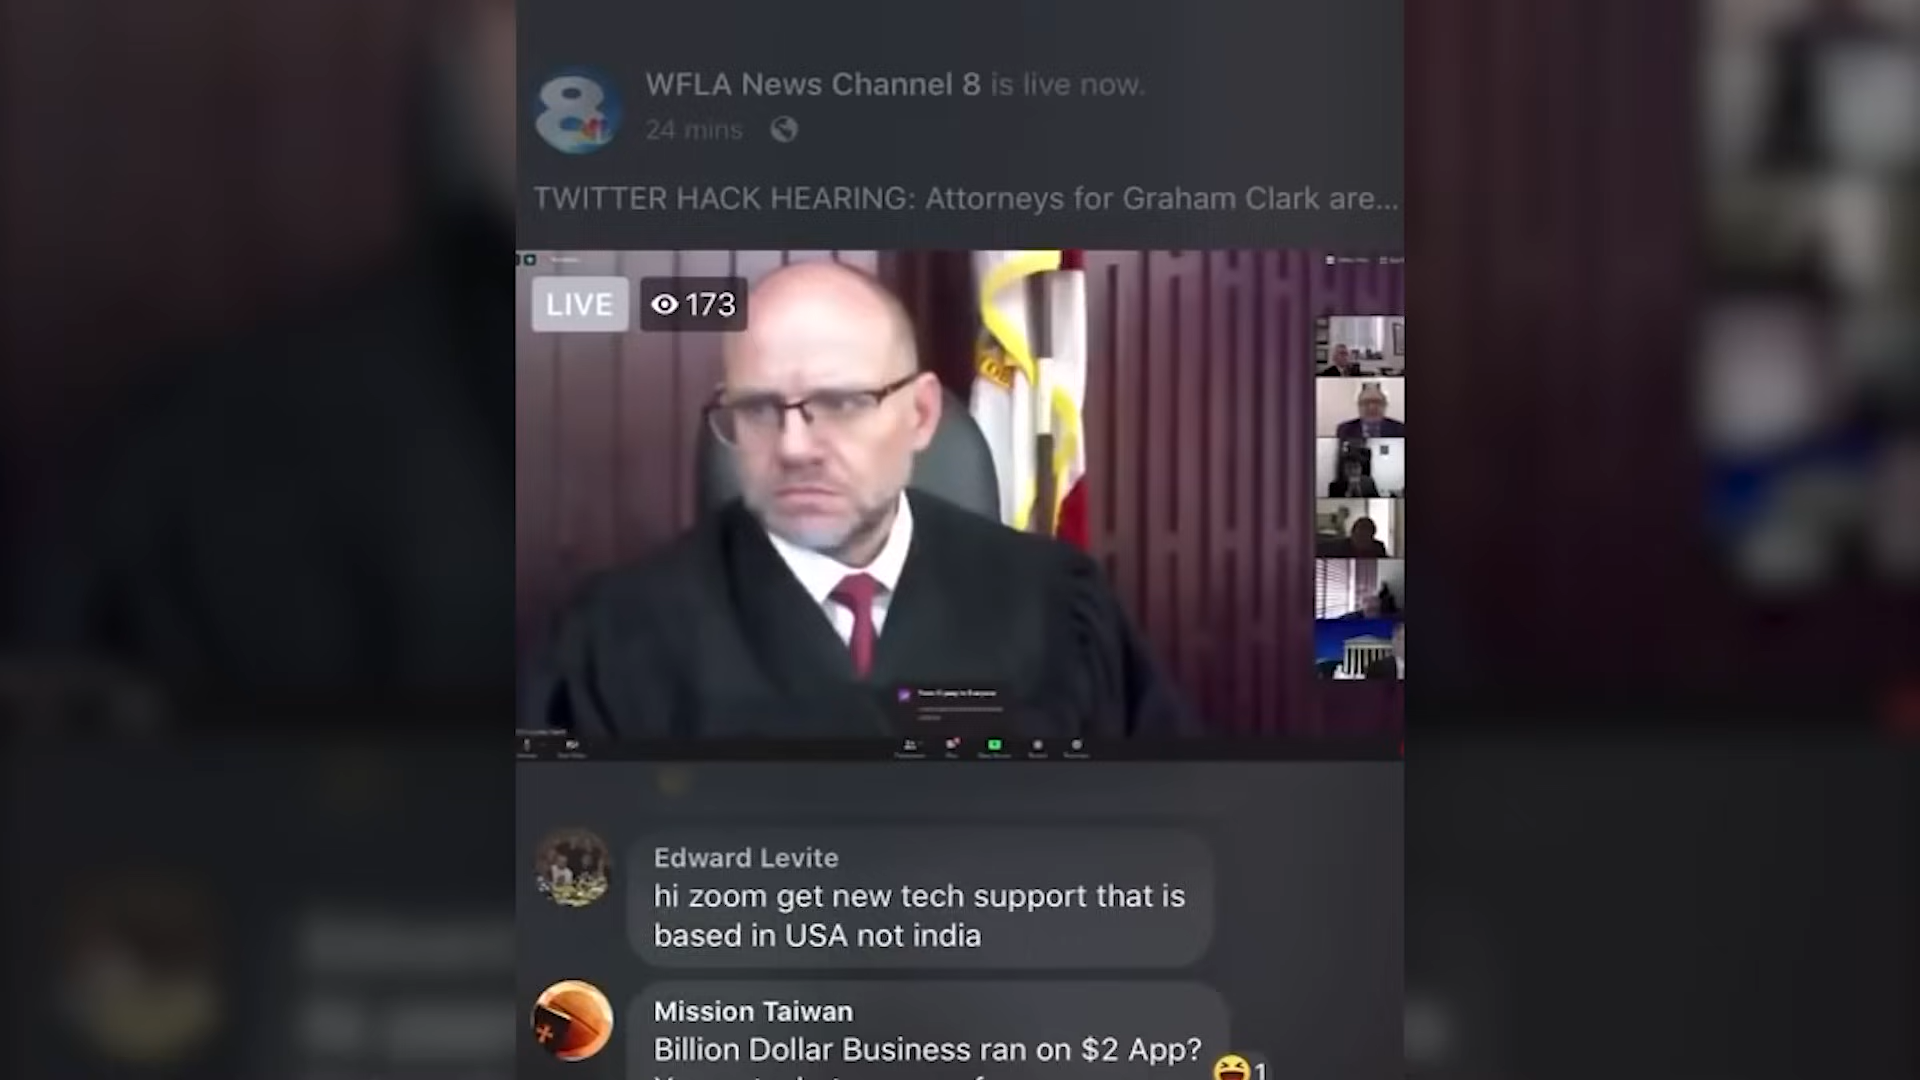 WFLA News Channel 8 is live now.
24 mins
TWITTER HACK HEARING: Attorneys for Graham Clark are...
LIVE
173
Edward Levite
hi zoom get new tech support that is
based in USA not india
Mission Taiwan
Billion Dollar Business ran on $2 App?
1